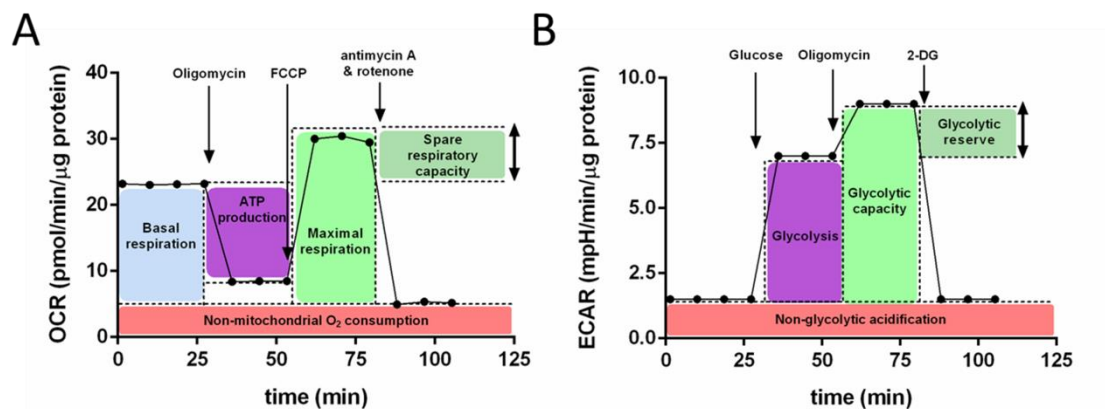 A
B
Oligomycin
FCCP
antimycin A
& rotenone
OCR (pmol/min/µg protein)
40
30
20
10
0
Basal
respiration
ATP
production
Maximal
respiration
Spare
respiratory
capacity
Non-mitochondrial O₂ consumption
0
25
50
75
100
125
time (min)
Glucose
Oligomycin
2-DG
ECAR (mpH/min/µg protein)
10.0
7.5
5.0
2.5
0.0
Glycolysis
Glycolytic
capacity
Glycolytic
reserve
Non-glycolytic acidification
0
25
50
75
100
125
time (min)